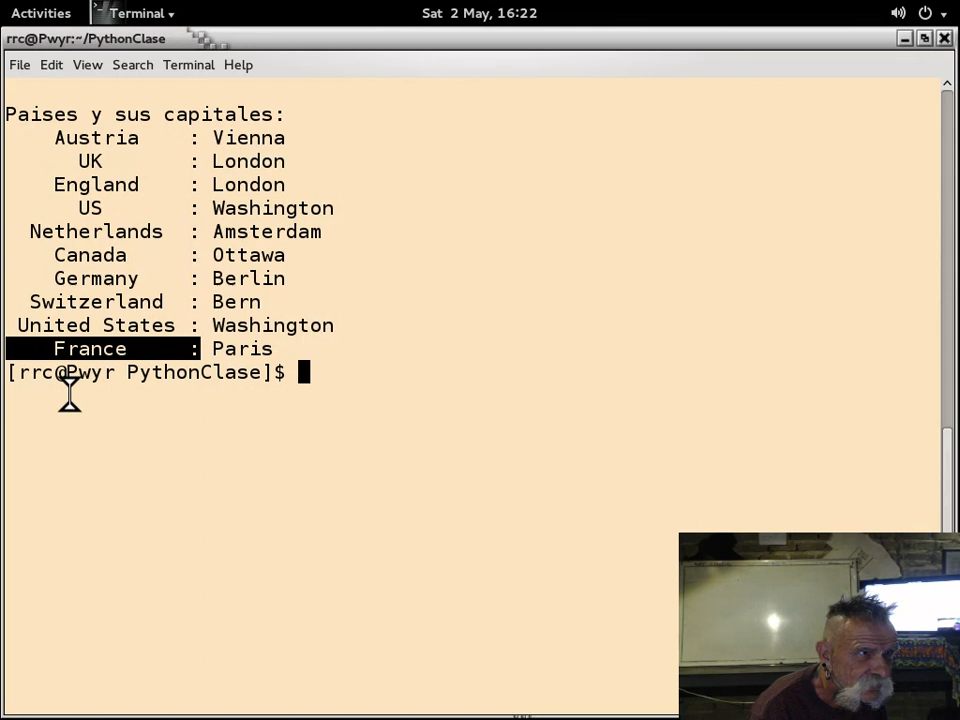 Activities Terminal Sat 2 May, 16:22
rrc@Pwyr:~/PythonClase
File Edit View Search Terminal Help
Paises y sus capitales:
Austria : Vienna
UK : London
England : London
US : Washington
Netherlands : Amsterdam
Canada : Ottawa
Germany : Berlin
Switzerland : Bern
United States : Washington
France : Paris
[rrc@Pwyr PythonClase]$